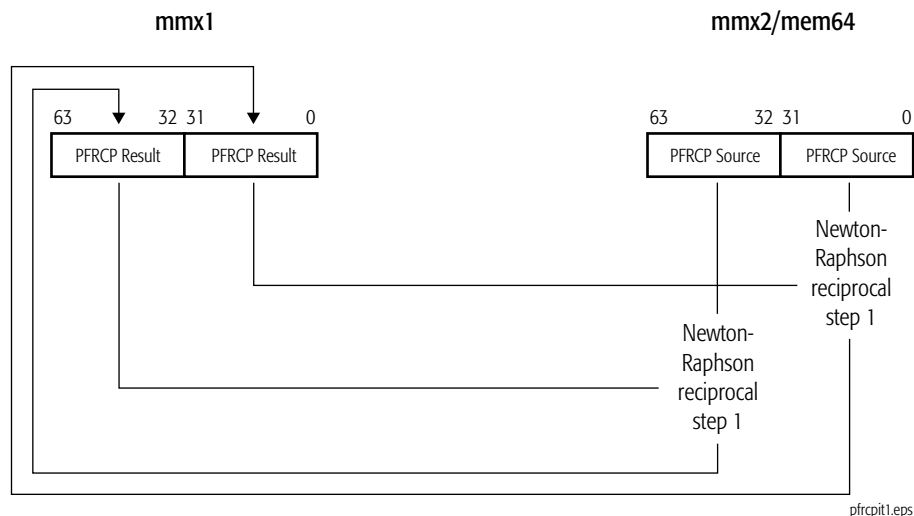 mmx1
mmx2/mem64
63 32 31 0
63 32 31 0
PFRCP Result
PFRCP Result
PFRCP Source
PFRCP Source
Newton-
Raphson
reciprocal
step 1
Newton-
Raphson
reciprocal
step 1
pfrcpit1.eps